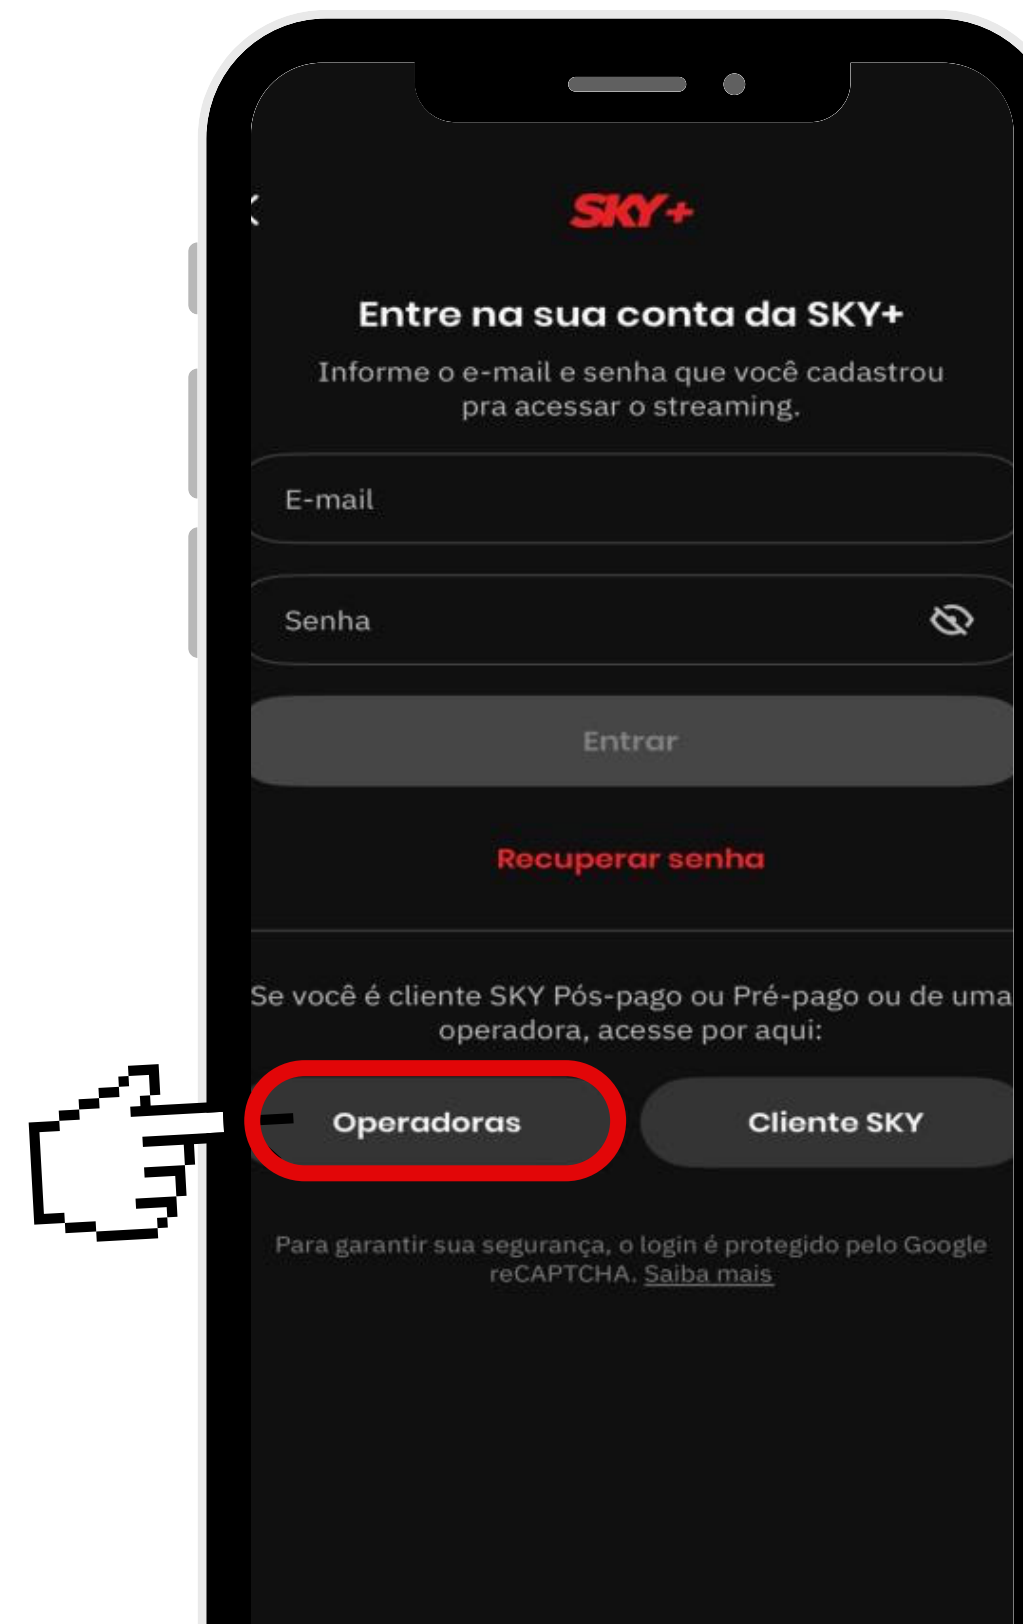 SKY+
Entre na sua conta da SKY+
Informe o e-mail e senha que você cadastrou
pra acessar o streaming.
E-mail
Senha
Entrar
Recuperar senha
Se você é cliente SKY Pós-pago ou Pré-pago ou de uma
operadora, acesse por aqui:
Operadoras
Cliente SKY
Para garantir sua segurança, o login é protegido pelo Google
reCAPTCHA. Saiba mais